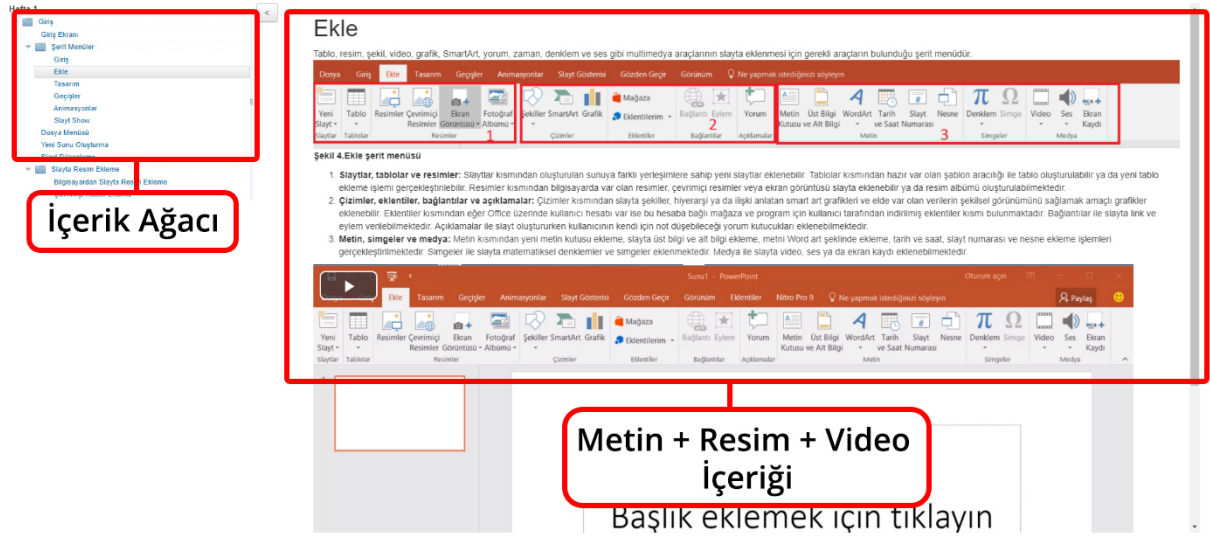 Hafta 1
<
Giriş
Giriş Ekranı
Şerit Menüler
Giriş
Ekle
Tasarım
Geçişler
Animasyonlar
Slayt Show
Dosya Menüsü
Yeni Sunu Oluşturma
Slayta Resim Ekleme
Bilgisayardan Slayta Resim Ekleme
İçerik Ağacı
Ekle
Tablo, resim, şekil, video, grafik, SmartArt, yorum, zaman, denklem ve ses gibi multimedya araçlarının slayta eklenmesi için gerekli araçların bulunduğu şerit menüdür.
Dosya Giriş Ekle Tasarım Geçişler Animasyonlar Slayt Gösterisi Gözden Geçir Görünüm Ne yapmak istediğinizi söyleyin
Mağaza
Eklentilerim
Yeni Tablo Resimler Çevrimiçi Ekran Fotoğraf Şekiller SmartArt Grafik Bağlantı Eylem Yorum Metin Üst Bilgi WordArt Tarih Slayt Nesne Denklem Simge Video Ses Ekran
Slayt Resimler Görüntüsü Albümü Kutusu ve Alt Bilgi ve Saat Numarası Kaydı
Slaytlar Tablolar Resimler 1 Çizimler Eklentiler Bağlantılar 2 Açıklamalar Metin 3 Simgeler Medya
Şekil 4.Ekle şerit menüsü
1. Slaytlar, tablolar ve resimler: Slaytlar kısmından oluşturulan sunuya farklı yerleşimlere sahip yeni slaytlar eklenebilir. Tablolar kısmından hazır var olan şablon aracılığı ile tablo oluşturulabilir ya da yeni tablo
ekleme işlemi gerçekleştirilebilir. Resimler kısmından bilgisayarda var olan resimler, çevrimiçi resimler veya ekran görüntüsü slayta eklenebilir ya da resim albümü oluşturulabilmektedir.
2. Çizimler, eklentiler, bağlantılar ve açıklamalar: Çizimler kısmından slayta şekiller, hiyerarşi ya da ilişki anlatan smart art grafikleri ve elde var olan verilerin şekilsel görünümünü sağlamak amaçlı grafikler
eklenebilir. Eklentiler kısmından eğer Office üzerinde kullanıcı hesabı var ise bu hesaba bağlı mağaza ve program için kullanıcı tarafından indirilmiş eklentiler kısmı bulunmaktadır. Bağlantılar ile slayta link ve
eylem verilebilmektedir. Açıklamalar ile slayt oluştururken kullanıcının kendi için not düşebileceği yorum kutucukları eklenebilmektedir.
3. Metin, simgeler ve medya: Metin kısmından yeni metin kutusu ekleme, slayta üst bilgi ve alt bilgi ekleme, metni Word art şeklinde ekleme, tarih ve saat, slayt numarası ve nesne ekleme işlemleri
gerçekleştirilmektedir. Simgeler ile slayta matematiksel denklemler ve simgeler eklenmektedir. Medya ile slayta video, ses ya da ekran kaydı eklenebilmektedir.
Sunu1 - PowerPoint Oturum açın
Ekle Tasarım Geçişler Animasyonlar Slayt Gösterisi Gözden Geçir Görünüm Eklentiler Nitro Pro 9 Ne yapmak istediğinizi söyleyin Paylaş
Mağaza
Eklentilerim
Yeni Tablo Resimler Çevrimiçi Ekran Fotoğraf Şekiller SmartArt Grafik Bağlantı Eylem Yorum Metin Üst Bilgi WordArt Tarih Slayt Nesne Denklem Simge Video Ses Ekran
Slayt Resimler Görüntüsü Albümü Kutusu ve Alt Bilgi ve Saat Numarası Kaydı
Slaytlar Tablolar Resimler Çizimler Eklentiler Bağlantılar Açıklamalar Metin Simgeler Medya
Metin + Resim + Video
İçeriği
Başlık eklemek için tıklayın